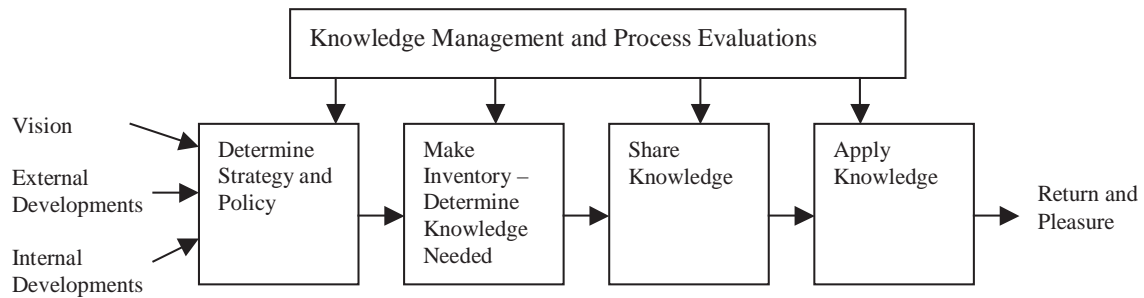 Knowledge Management and Process Evaluations
Vision
External
Developments
Internal
Developments
Determine
Strategy and
Policy
Make
Inventory –
Determine
Knowledge
Needed
Share
Knowledge
Apply
Knowledge
Return and
Pleasure